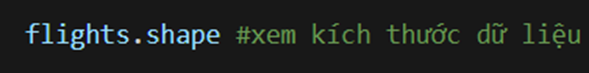 flights.shape #xem kích thước dữ liệu